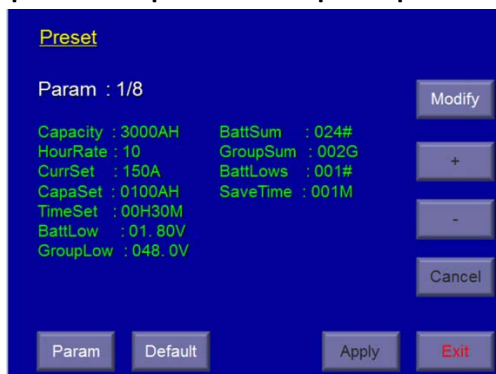 Preset
Param : 1/8
Modify
Capacity : 3000AH
BattSum : 024#
HourRate : 10
GroupSum : 002G
+
CurrSet : 150A
BattLows : 001#
CapaSet : 0100AH
SaveTime : 001M
TimeSet : 00H30M
-
BattLow : 01. 80V
GroupLow : 048. 0V
Cancel
Param
Default
Apply
Exit